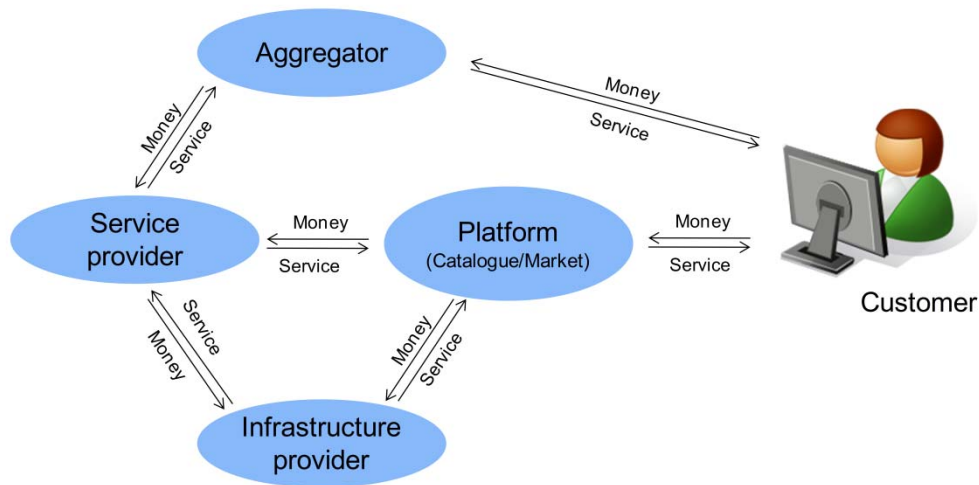 Aggregator
Money
Service
Money
Service
Service
provider
Money
Service
Platform
(Catalogue/Market)
Money
Service
Customer
Service
Money
Money
Service
Infrastructure
provider